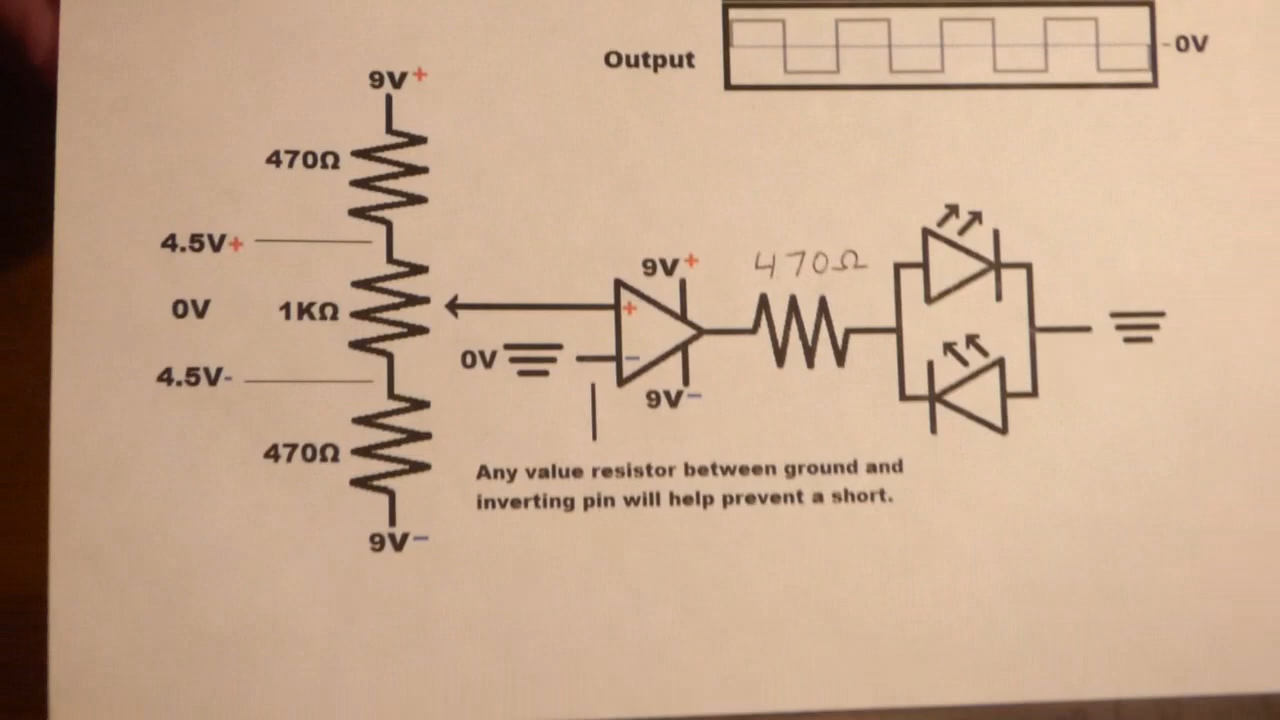 Output
0V
9V+
470Ω
4.5V+
0V
1KΩ
4.5V-
470Ω
9V-
9V+
470Ω
+
0V
-
9V-
Any value resistor between ground and
inverting pin will help prevent a short.